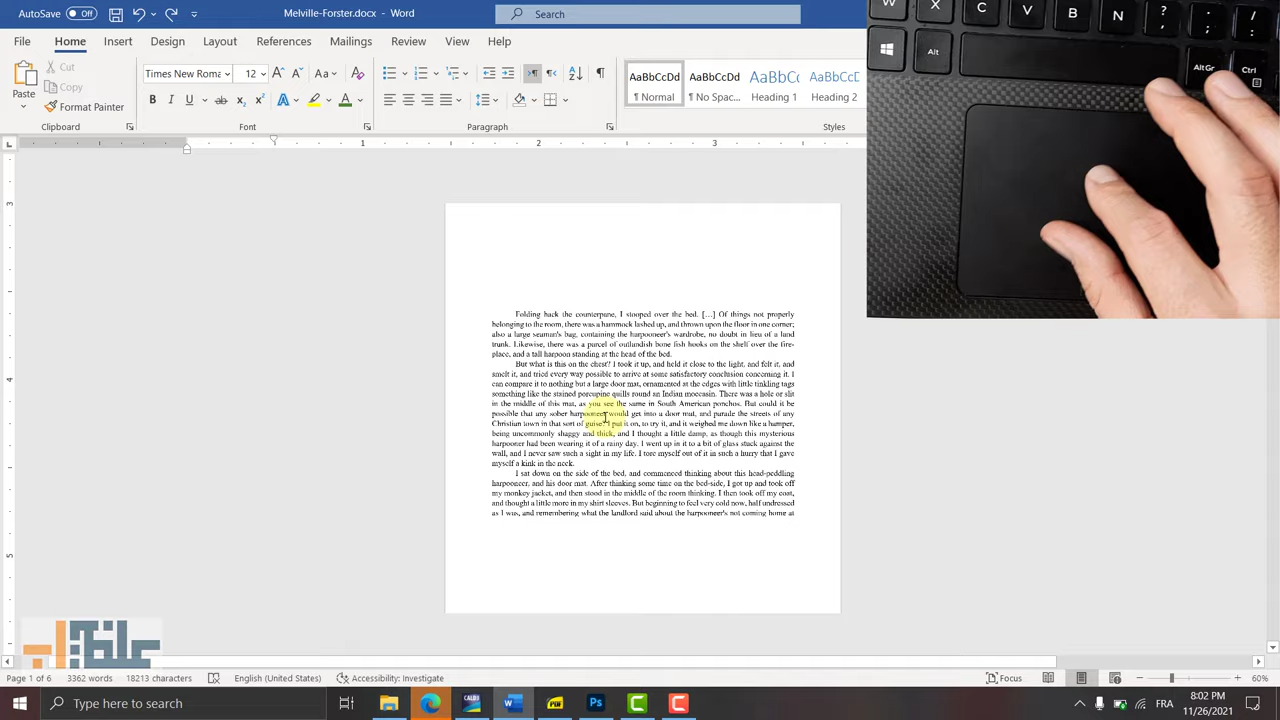 AutoSave Off Melville-Forster.docx - Word Search
File Home Insert Design Layout References Mailings Review View Help
Paste Cut Copy Format Painter Clipboard
Times New Roma 12 Font
Paragraph
AaBbCcDd ¶ Normal AaBbCcDd ¶ No Spac... AaBbCc Heading 1 AaBbCcD Heading 2 Styles
1 2 3
3
4
5
X C V B N ? : / .
Alt AltGr Ctrl
Folding back the counterpane, I stooped over the bed. […] Of things not properly
belonging to the room, there was a hammock lashed up, and thrown upon the floor in one corner;
also a large seaman's bag, containing the harpooneer's wardrobe, no doubt in lieu of a land
trunk. Likewise, there was a parcel of outlandish bone fish hooks on the shelf over the fire-
place, and a tall harpoon standing at the head of the bed.
But what is this on the chest? I took it up, and held it close to the light, and felt it, and
smelt it, and tried every way possible to arrive at some satisfactory conclusion concerning it. I
can compare it to nothing but a large door mat, ornamented at the edges with little tinkling tags
something like the stained porcupine quills round an Indian moccasin. There was a hole or slit
in the middle of this mat, as you see the same in South American ponchos. But could it be
possible that any sober harpooneer would get into a door mat, and parade the streets of any
Christian town in that sort of guise? I put it on, to try it, and it weighed me down like a hamper,
being uncommonly shaggy and thick, and I thought a little damp, as though this mysterious
harpooner had been wearing it of a rainy day. I went up in it to a bit of glass stuck against the
wall, and I never saw such a sight in my life. I tore myself out of it in such a hurry that I gave
myself a kink in the neck.
I sat down on the side of the bed, and commenced thinking about this head-peddling
harpooneer, and his door mat. After thinking some time on the bed-side, I got up and took off
my monkey jacket, and then stood in the middle of the room thinking. I then took off my coat,
and thought a little more in my shirt sleeves. But beginning to feel very cold now, half undressed
as I was, and remembering what the landlord said about the harpooneer's not coming home at
Page 1 of 6 3362 words 18213 characters English (United States) Accessibility: Investigate Focus 60%
Type here to search CALDB FRA 8:02 PM
11/26/2021